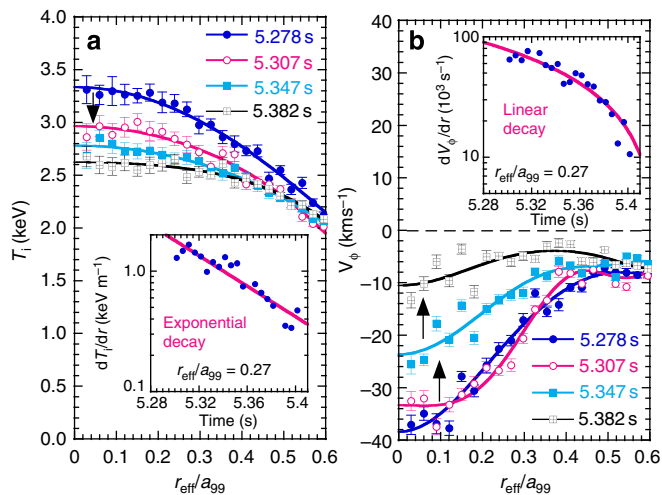 a
5.278 s
5.307 s
5.347 s
5.382 s
4.0
3.5
3.0
2.5
2.0
1.5
1.0
0.5
0.0
T_i (keV)
1.0
0.1
dT_i/dr (keV m⁻¹)
Exponential
decay
r_eff/a_99 = 0.27
5.28 5.32 5.36 5.4
Time (s)
0 0.1 0.2 0.3 0.4 0.5 0.6
r_eff/a_99
b
40
30
20
10
0
−10
−20
−30
−40
V_ϕ (kms⁻¹)
100
10
dV_ϕ/dr (10³ s⁻¹)
Linear
decay
r_eff/a_99 = 0.27
5.28 5.32 5.36 5.4
Time (s)
5.278 s
5.307 s
5.347 s
5.382 s
0 0.1 0.2 0.3 0.4 0.5 0.6
r_eff/a_99